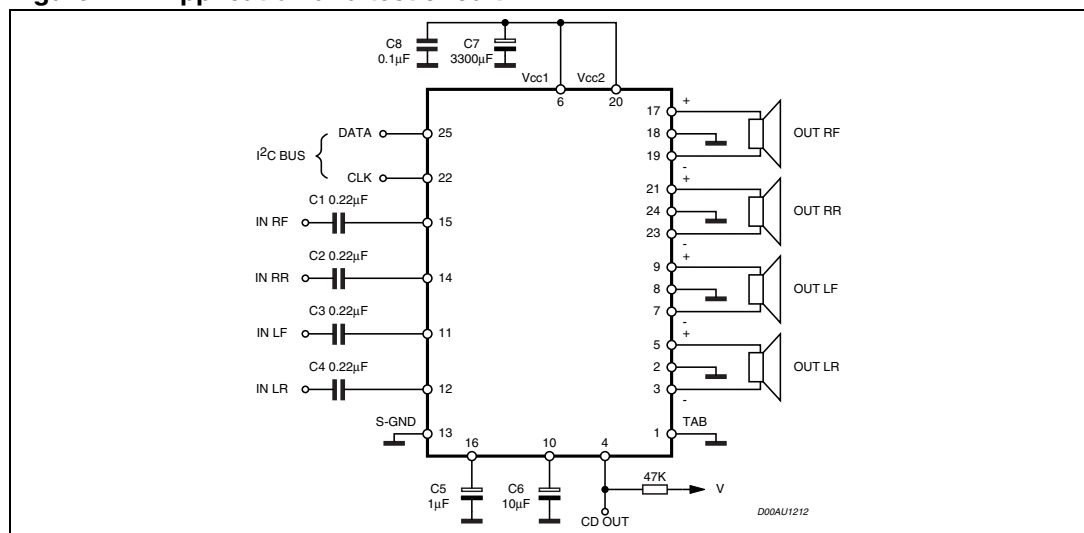 C8
0.1µF
C7
3300µF
Vcc1
Vcc2
6
20
DATA
25
I²C BUS
CLK
22
C1 0.22µF
IN RF
15
C2 0.22µF
IN RR
14
C3 0.22µF
IN LF
11
C4 0.22µF
IN LR
12
S-GND
13
16
10
4
C5
1µF
C6
10µF
CD OUT
47K
V
17
+
18
OUT RF
19
-
21
+
24
OUT RR
23
-
9
+
8
OUT LF
7
-
5
+
2
OUT LR
3
-
1
TAB
D00AU1212